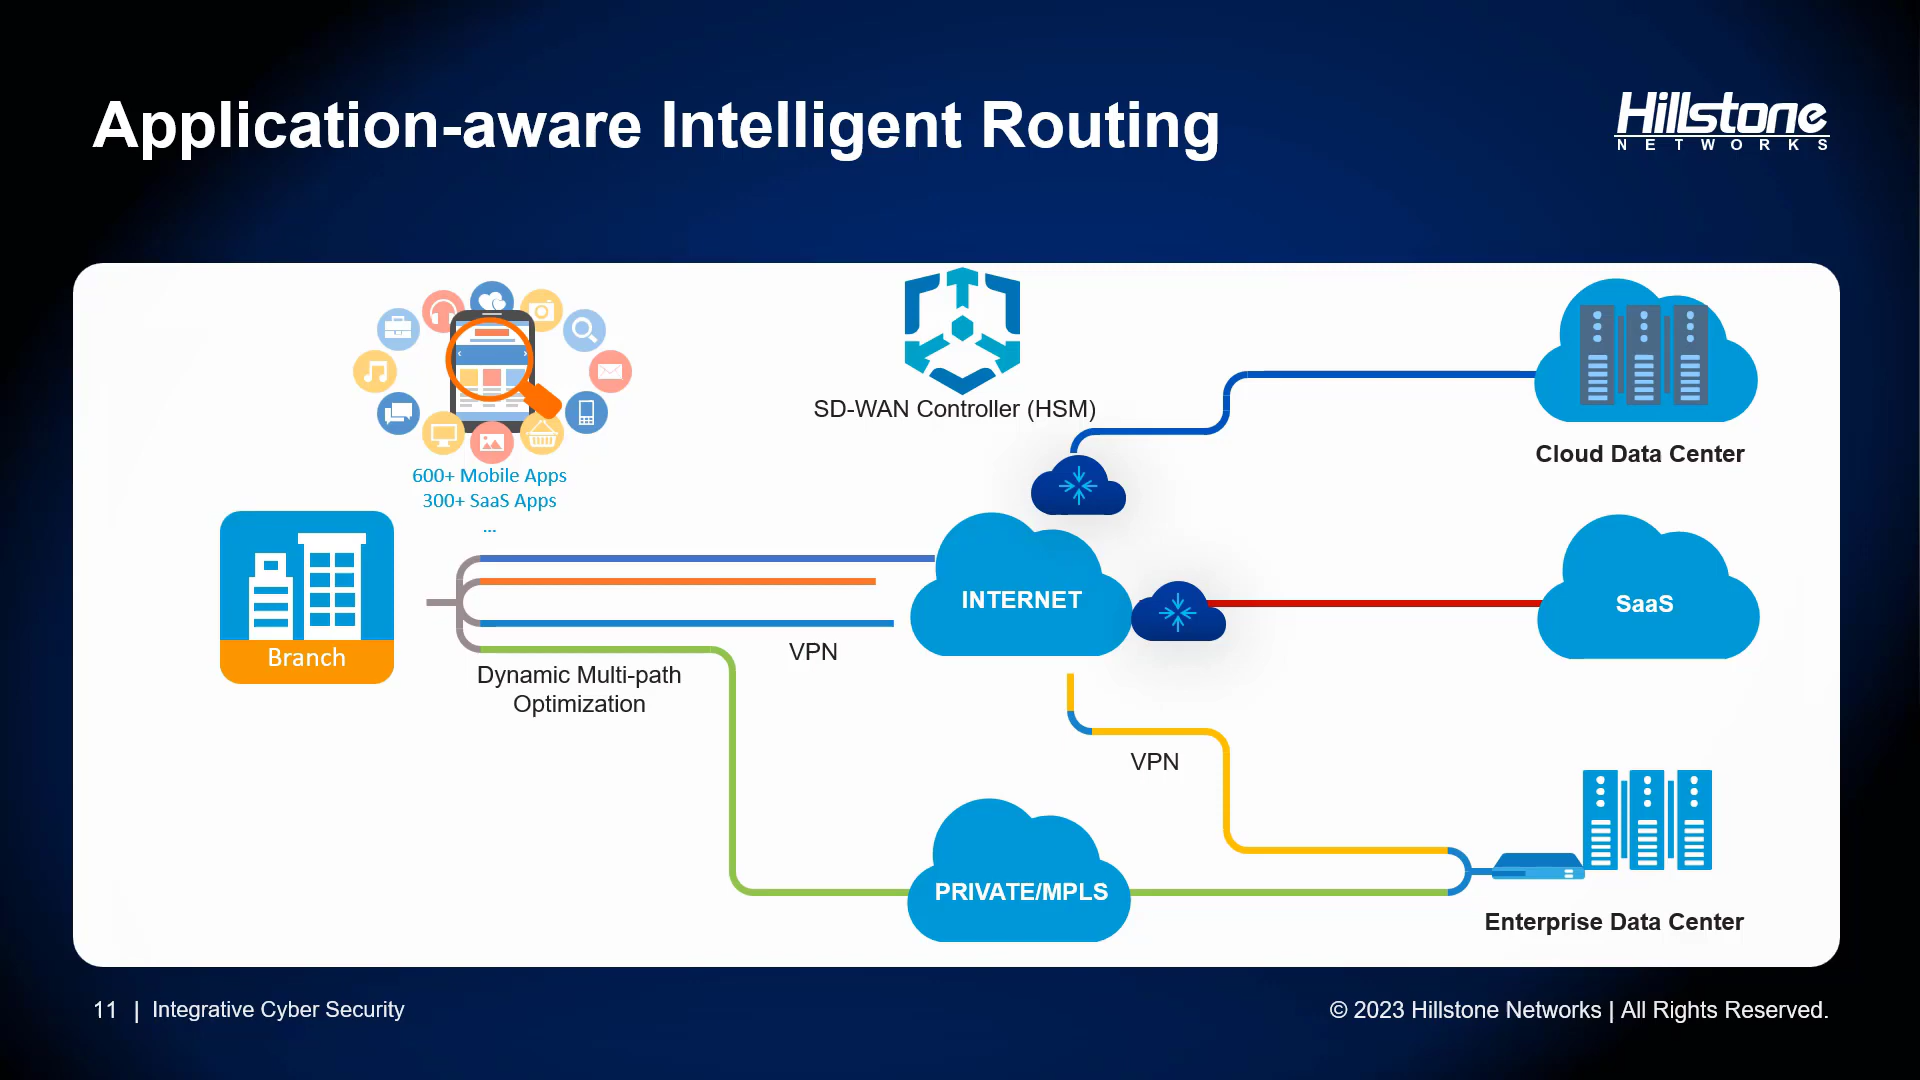 Application-aware Intelligent Routing
Hillstone
NETWORKS
600+ Mobile Apps
300+ SaaS Apps
...
SD-WAN Controller (HSM)
Cloud Data Center
Branch
INTERNET
SaaS
VPN
Dynamic Multi-path
Optimization
VPN
PRIVATE/MPLS
Enterprise Data Center
11 | Integrative Cyber Security
© 2023 Hillstone Networks | All Rights Reserved.